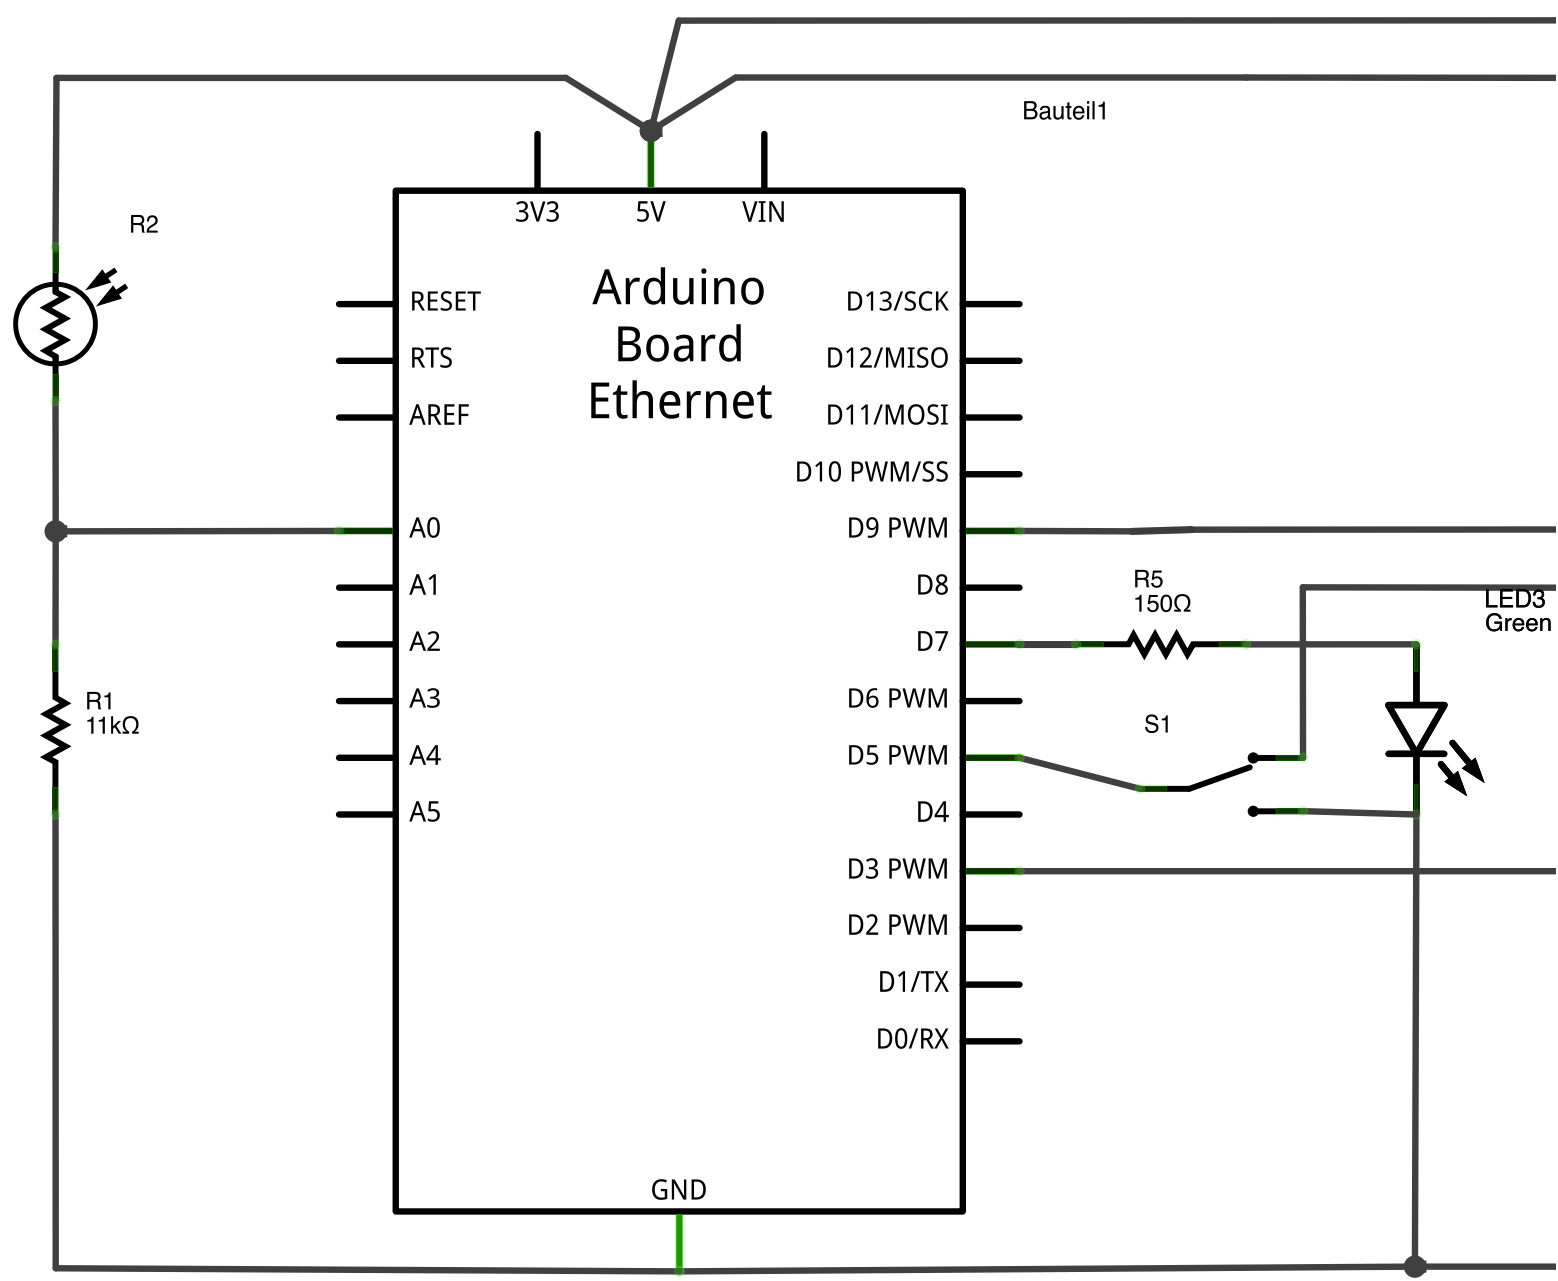 Bauteil1
R2
3V3
5V
VIN
Arduino
Board
Ethernet
RESET
RTS
AREF
A0
A1
A2
A3
A4
A5
D13/SCK
D12/MISO
D11/MOSI
D10 PWM/SS
D9 PWM
D8
D7
D6 PWM
D5 PWM
D4
D3 PWM
D2 PWM
D1/TX
D0/RX
GND
R1
11kΩ
R5
150Ω
S1
LED3
Green